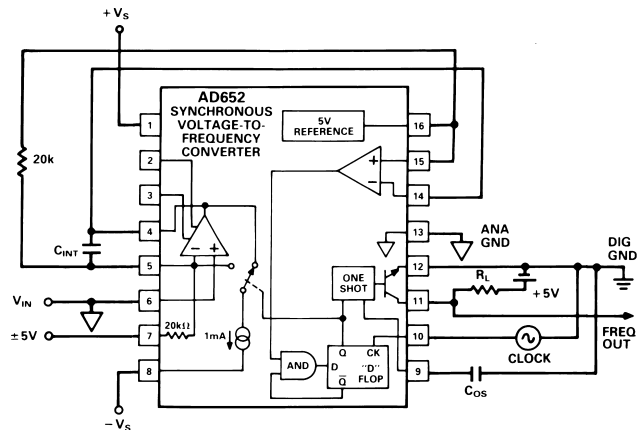 + VS
AD652
SYNCHRONOUS
VOLTAGE-TO-
FREQUENCY
CONVERTER
5V
REFERENCE
1
2
3
4
5
6
7
8
16
15
14
13
12
11
10
9
20k
CINT
VIN
± 5V
− VS
+
−
−
+
20kΩ
1mA
AND
ONE
SHOT
Q
CK
D
"D"
FLOP
Q̅
ANA
GND
DIG
GND
RL
+ 5V
FREQ
OUT
CLOCK
COS